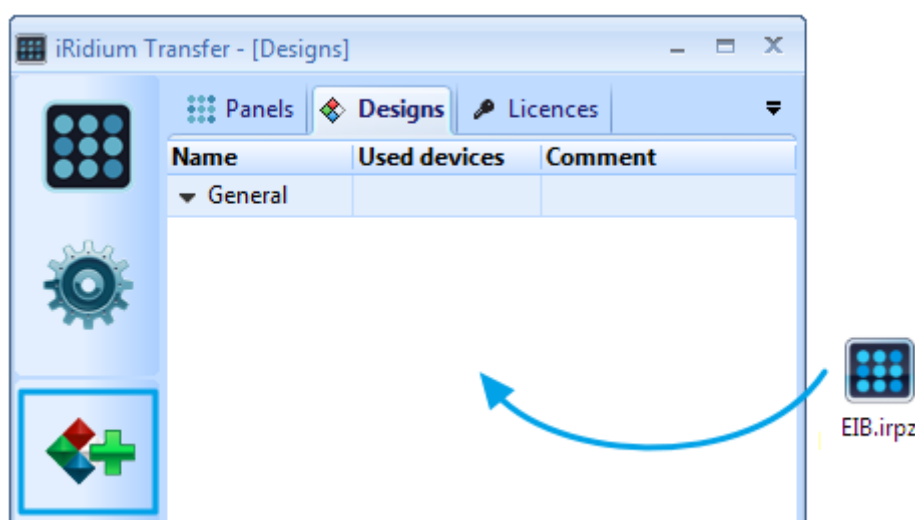 iRidium Transfer - [Designs]
Panels Designs Licences
Name Used devices Comment
General
EIB.irpz